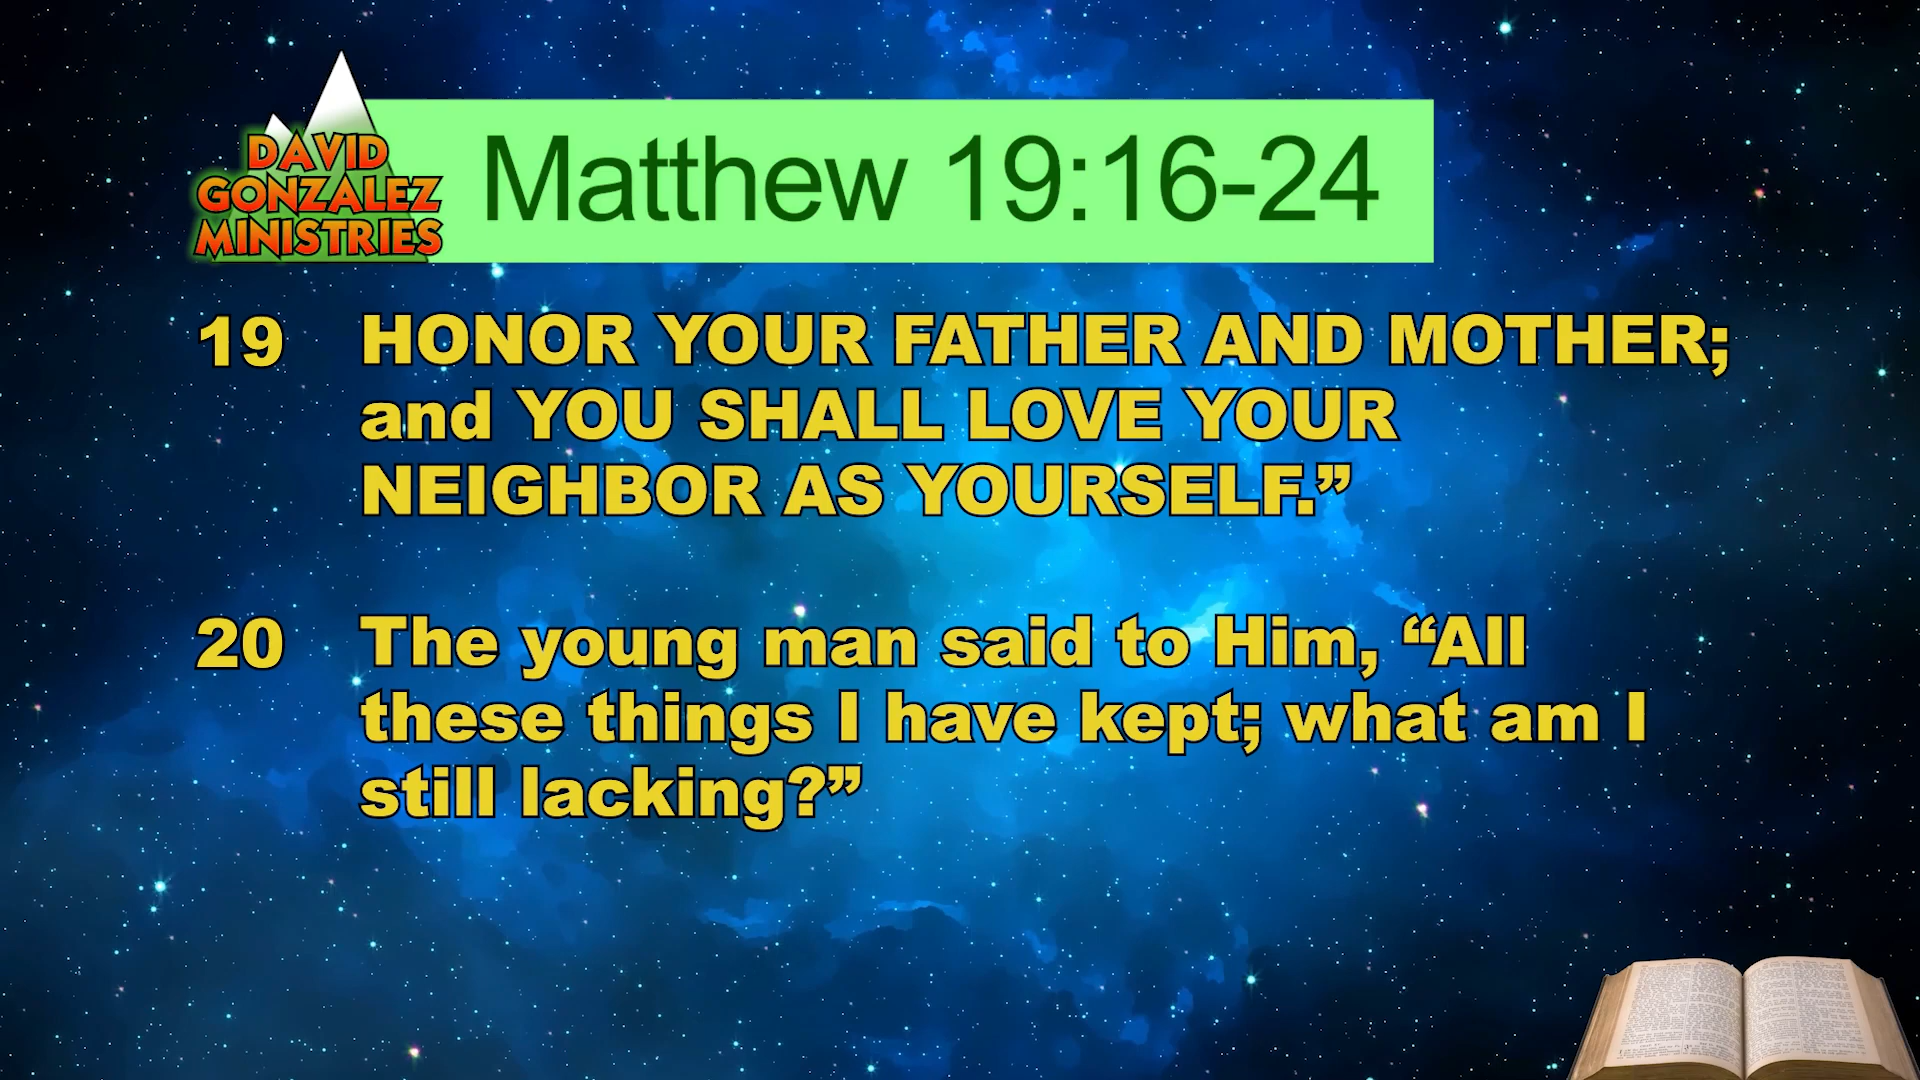 DAVID
GONZALEZ
MINISTRIES
Matthew 19:16-24
19 HONOR YOUR FATHER AND MOTHER;
and YOU SHALL LOVE YOUR
NEIGHBOR AS YOURSELF.”
20 The young man said to Him, “All
these things I have kept; what am I
still lacking?”